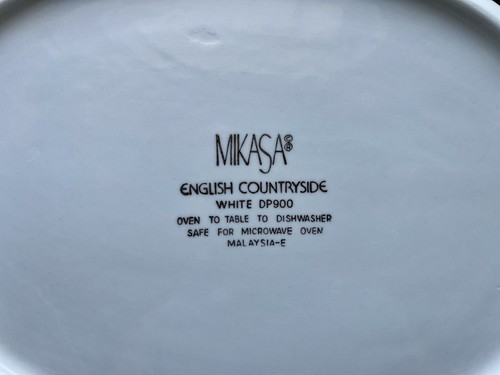 MIKASA®
ENGLISH COUNTRYSIDE
WHITE DP900
OVEN TO TABLE TO DISHWASHER
SAFE FOR MICROWAVE OVEN
MALAYSIA-E